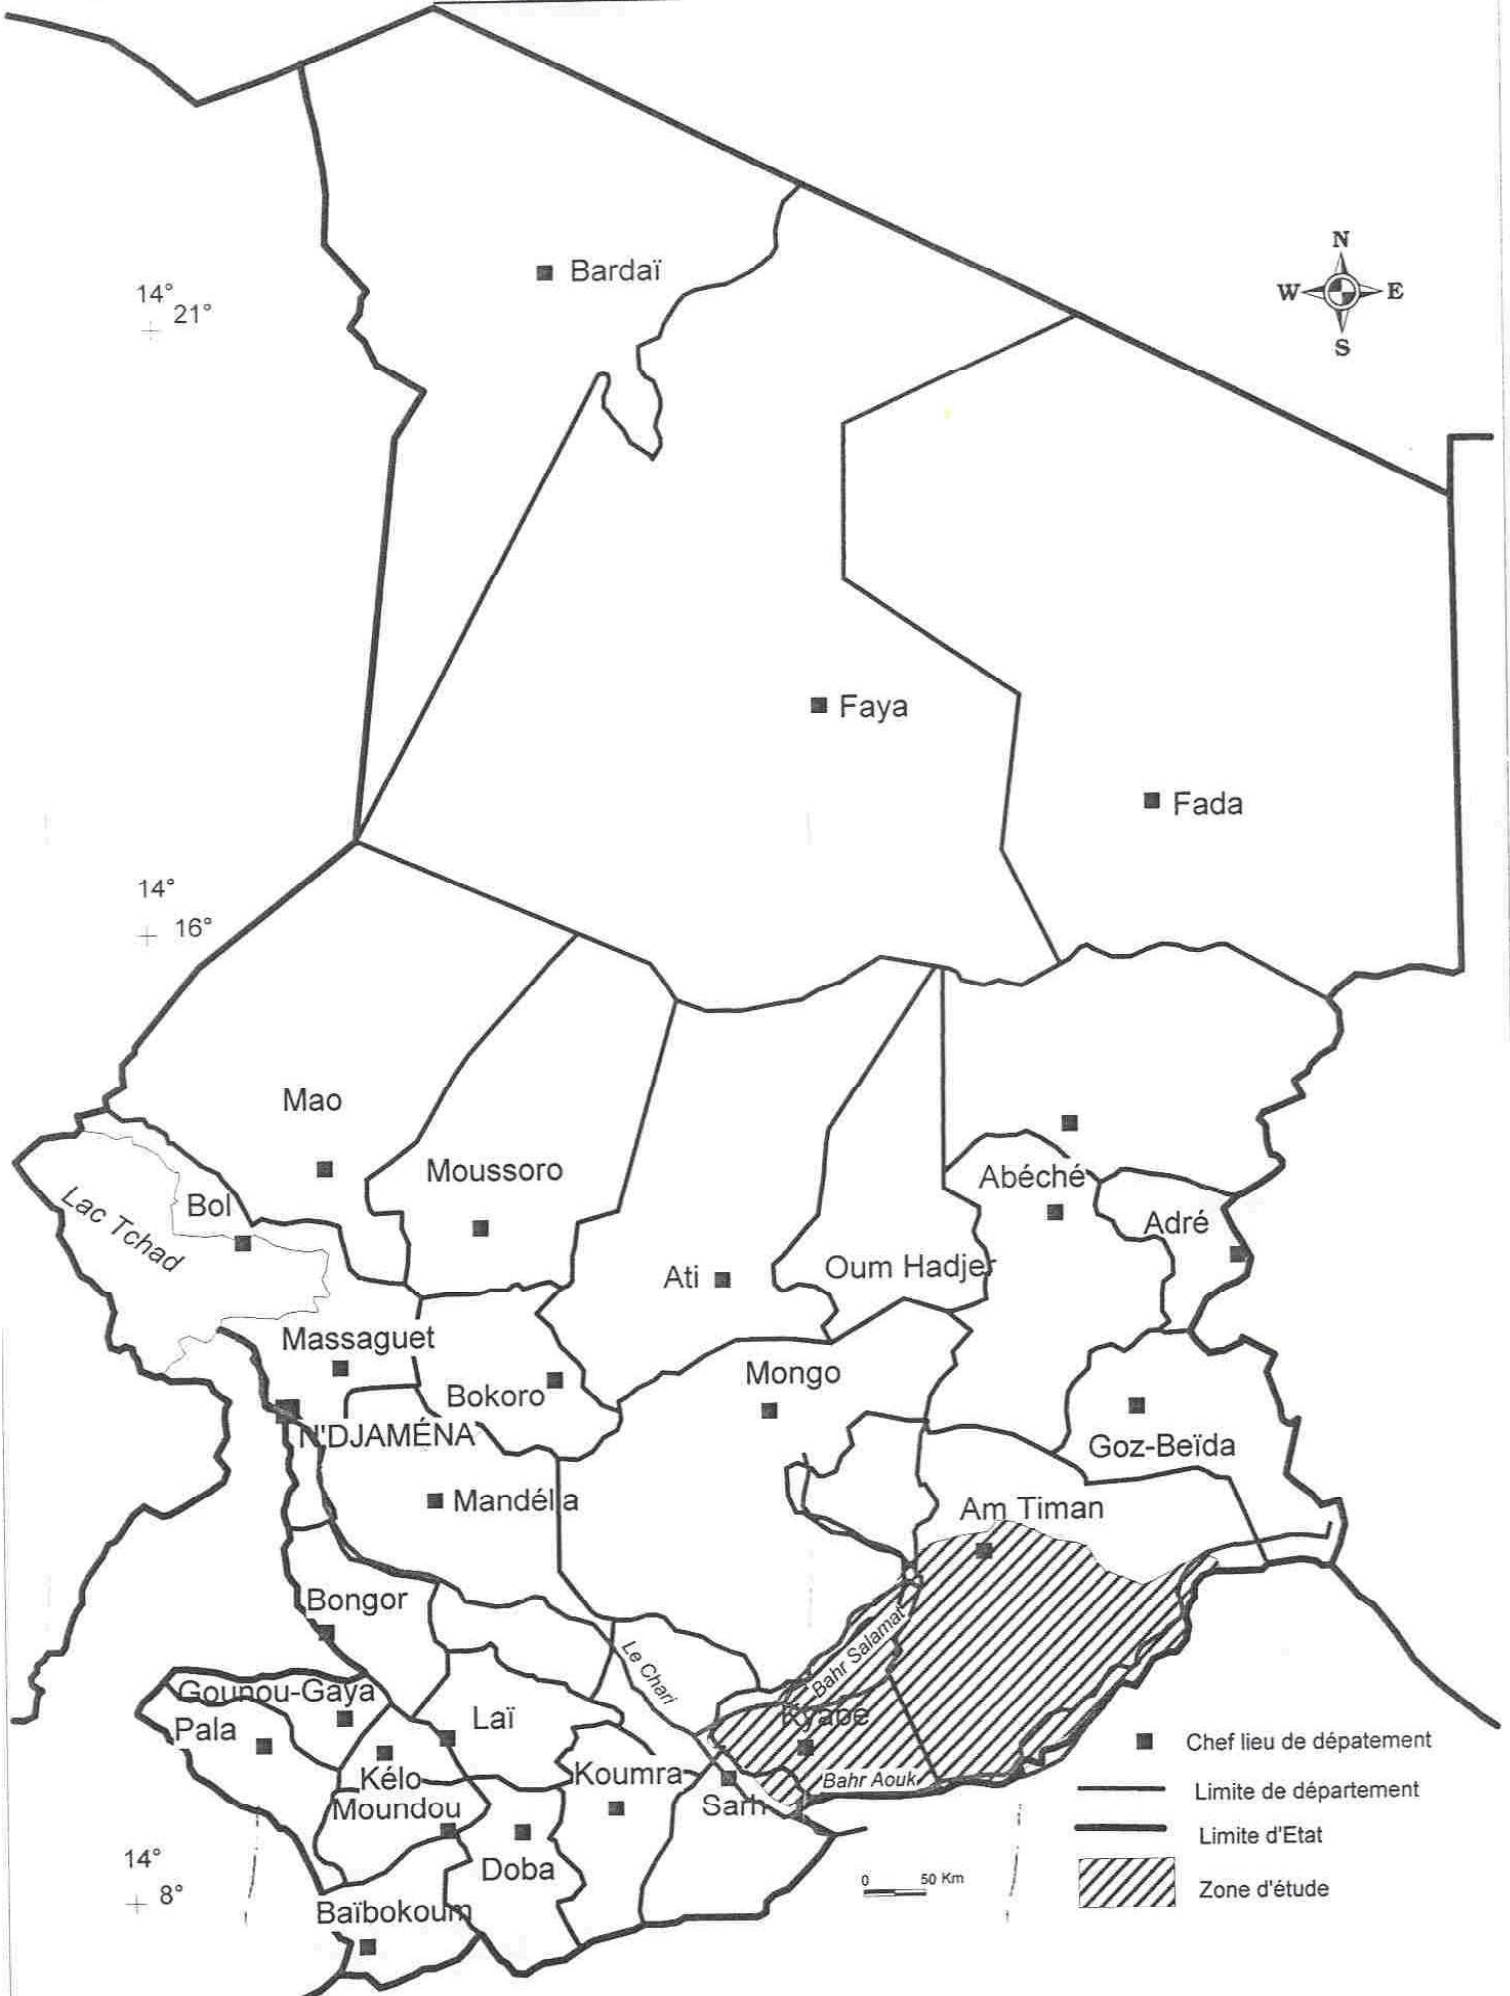 N
W E
S
Bardaï
14°
21°
Faya
Fada
14°
16°
Mao
Moussoro
Abéché
Bol
Lac Tchad
Adré
Ati
Oum Hadjer
Massaguet
Mongo
Bokoro
N'DJAMÉNA
Goz-Beïda
Mandélia
Am Timan
Bongor
Le Chari
Bahr Salamat
Gounou-Gaya
Pala
Laï
Kyabé
Kélo
Koumra
Bahr Aouk
Moundou
Sarh
Doba
Baïbokoum
14°
8°
0 50 Km
Chef lieu de dépatement
Limite de département
Limite d'Etat
Zone d'étude